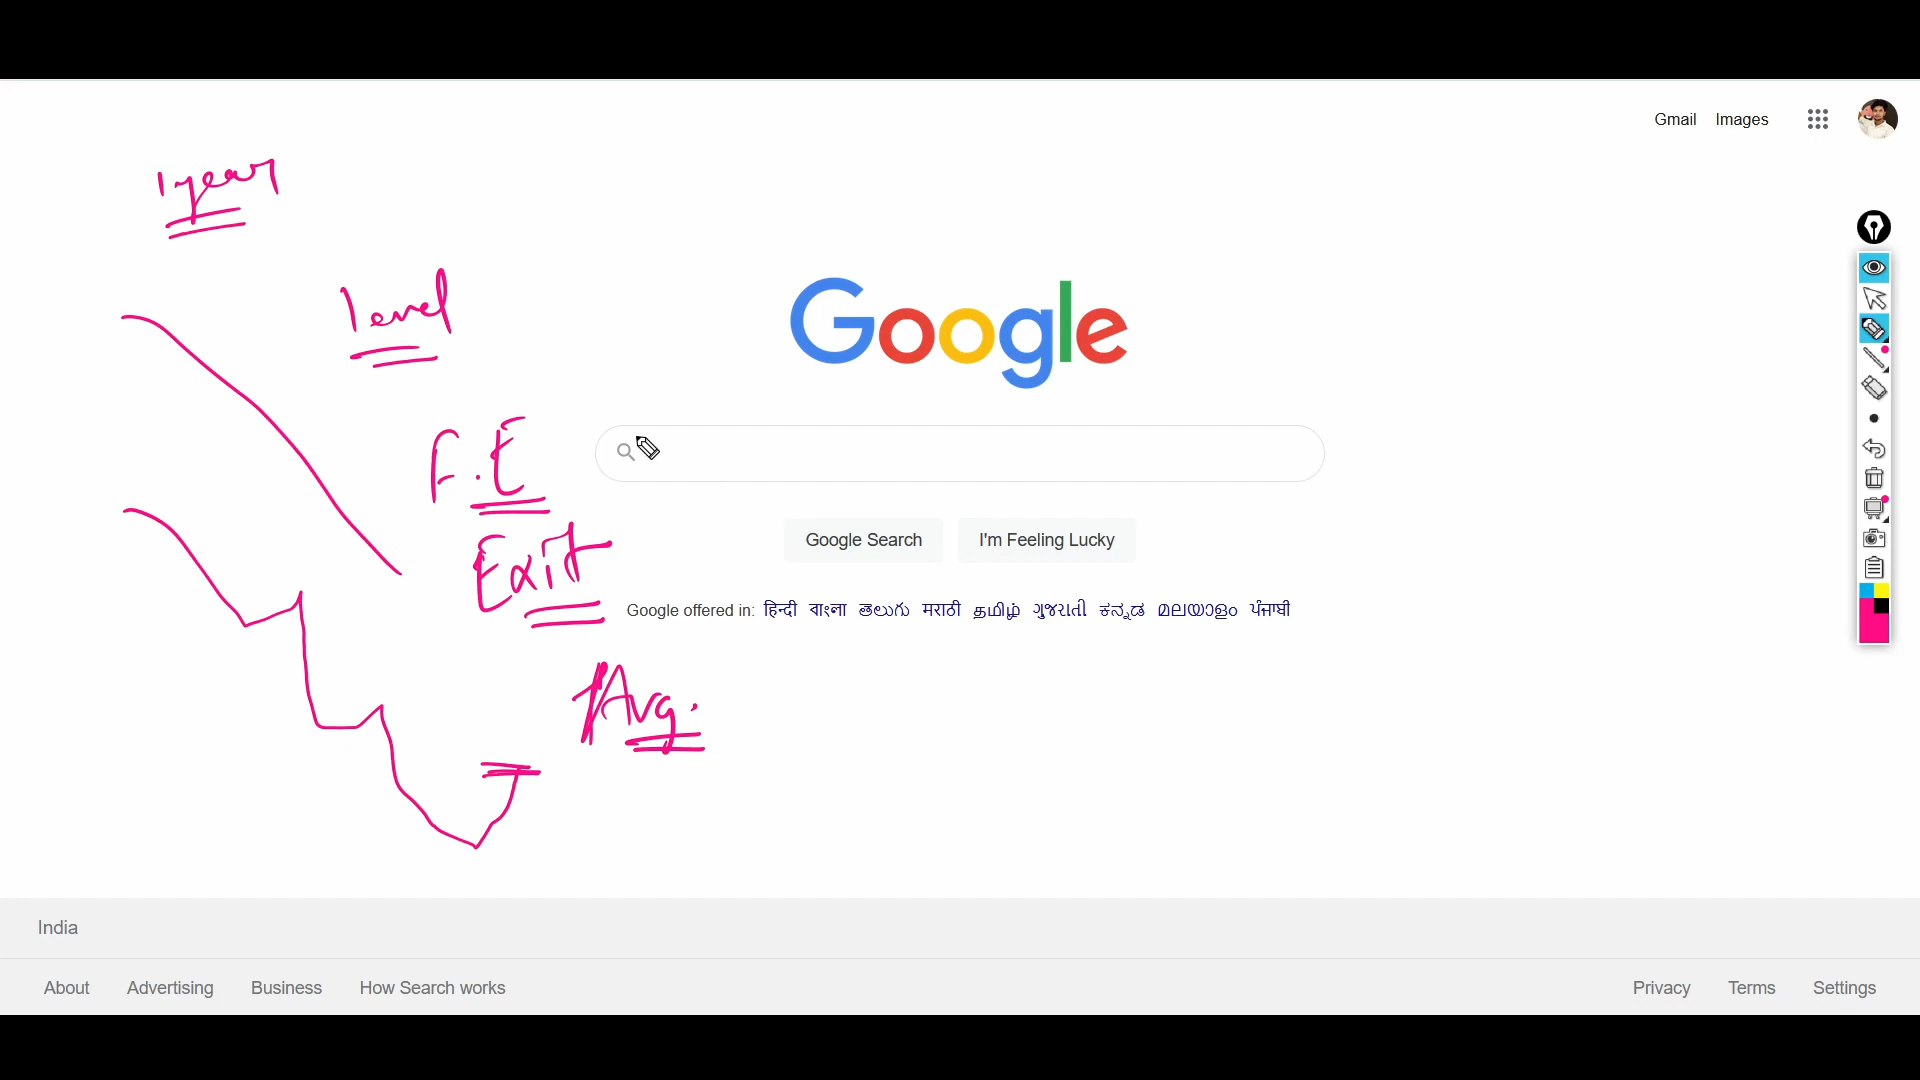 Gmail Images
1 year
level
Google
F.E
Exit
Google Search I'm Feeling Lucky
Google offered in: हिन्दी বাংলা తెలుగు मराठी தமிழ் ગુજરાતી ಕನ್ನಡ മലയാളം ਪੰਜਾਬੀ
Avg.
India
About Advertising Business How Search works Privacy Terms Settings